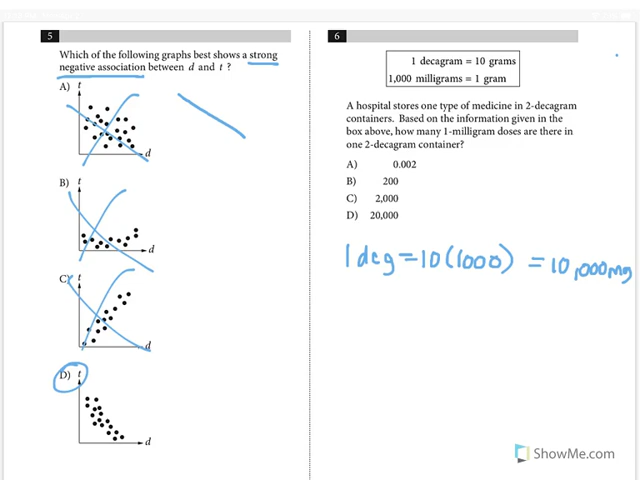 5
Which of the following graphs best shows a strong
negative association between d and t ?
A) t
d
B) t
d
C) t
d
D) t
d
6
1 decagram = 10 grams
1,000 milligrams = 1 gram
A hospital stores one type of medicine in 2-decagram
containers. Based on the information given in the
box above, how many 1-milligram doses are there in
one 2-decagram container?
A) 0.002
B) 200
C) 2,000
D) 20,000
1 dcg = 10(1000) = 10,000mg
ShowMe.com